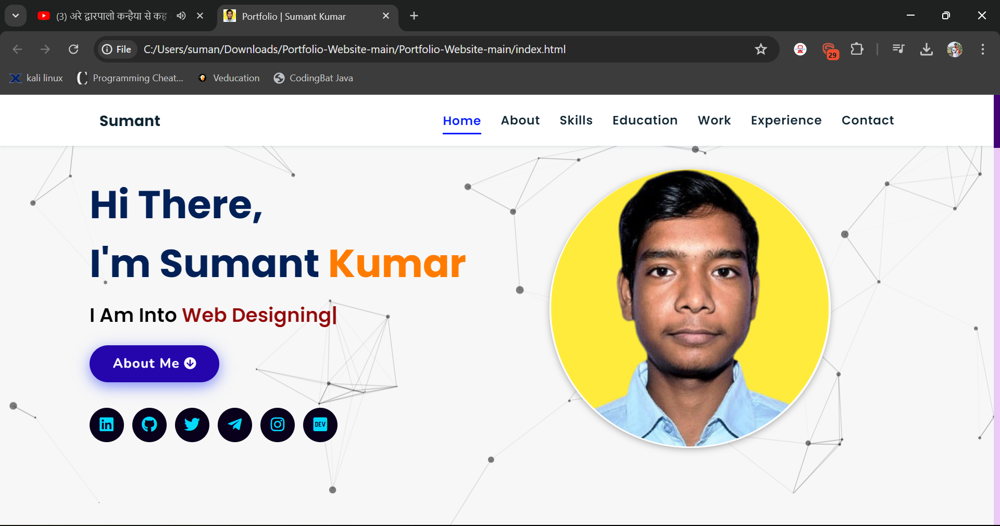 (3) अरे द्वारपालो कन्हैया से कह
Portfolio | Sumant Kumar
File C:/Users/suman/Downloads/Portfolio-Website-main/Portfolio-Website-main/index.html
29
kali linux Programming Cheat... Veducation CodingBat Java
Sumant Home About Skills Education Work Experience Contact
Hi There,
I'm Sumant Kumar
I Am Into Web Designing|
About Me
in DEV